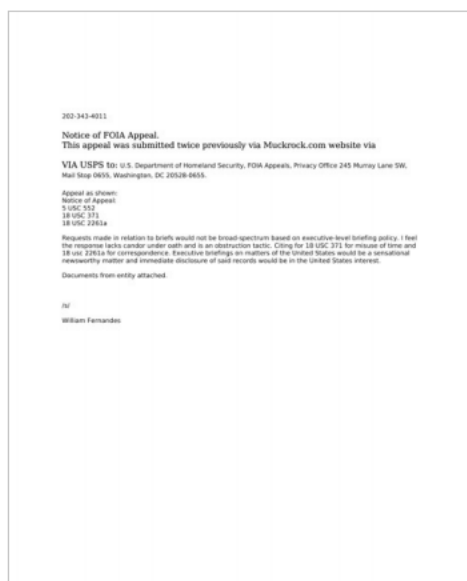 202-343-4011
Notice of FOIA Appeal.
This appeal was submitted twice previously via Muckrock.com website via
VIA USPS to: U.S. Department of Homeland Security, FOIA Appeals, Privacy Office 245 Murray Lane SW,
Mail Stop 0655, Washington, DC 20528-0655.
Appeal as shown:
Notice of Appeal.
5 USC 552
18 USC 371
18 USC 2261a
Requests made in relation to briefs would not be broad-spectrum based on executive-level briefing policy. I feel
the response lacks candor under oath and is an obstruction tactic. Citing for 18 USC 371 for misuse of time and
18 usc 2261a for correspondence. Executive briefings on matters of the United States would be a sensational
newsworthy matter and immediate disclosure of said records would be in the United States interest.
Documents from entity attached.
/s/
William Fernandes